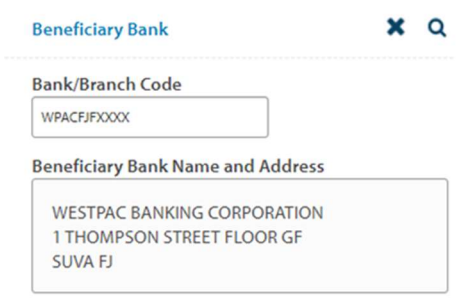 Beneficiary Bank
Bank/Branch Code
WPACFJFXXXX
Beneficiary Bank Name and Address
WESTPAC BANKING CORPORATION
1 THOMPSON STREET FLOOR GF
SUVA FJ